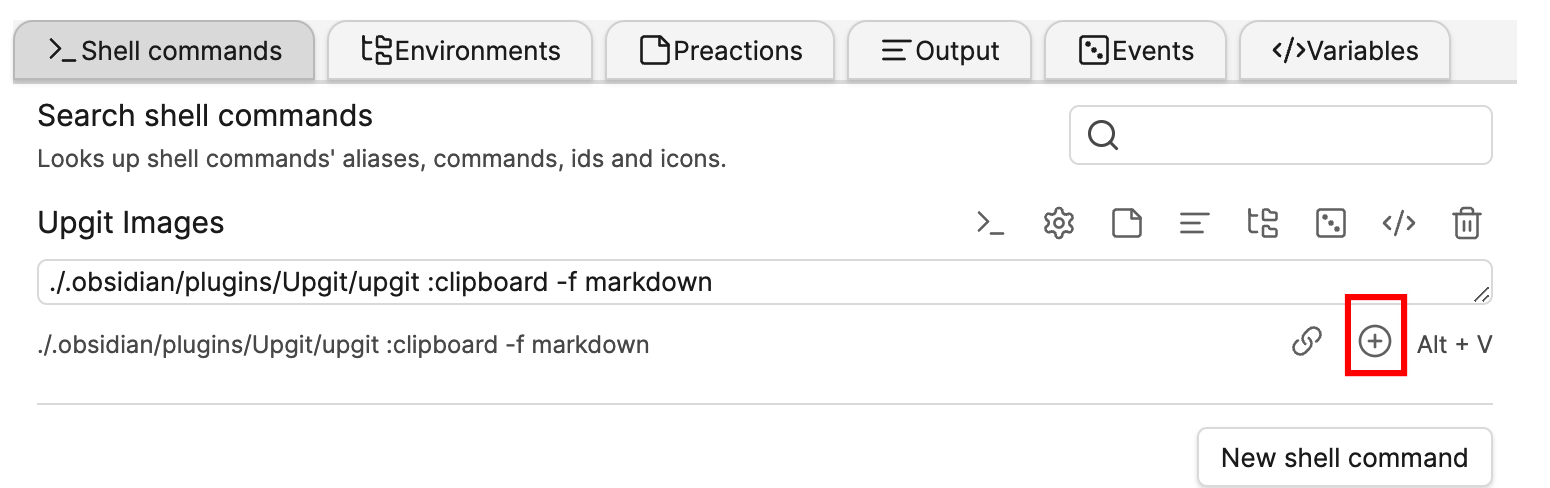 Shell commands Environments Preactions Output Events Variables
Search shell commands
Looks up shell commands' aliases, commands, ids and icons.
Upgit Images
./.obsidian/plugins/Upgit/upgit :clipboard -f markdown
./.obsidian/plugins/Upgit/upgit :clipboard -f markdown Alt + V
New shell command